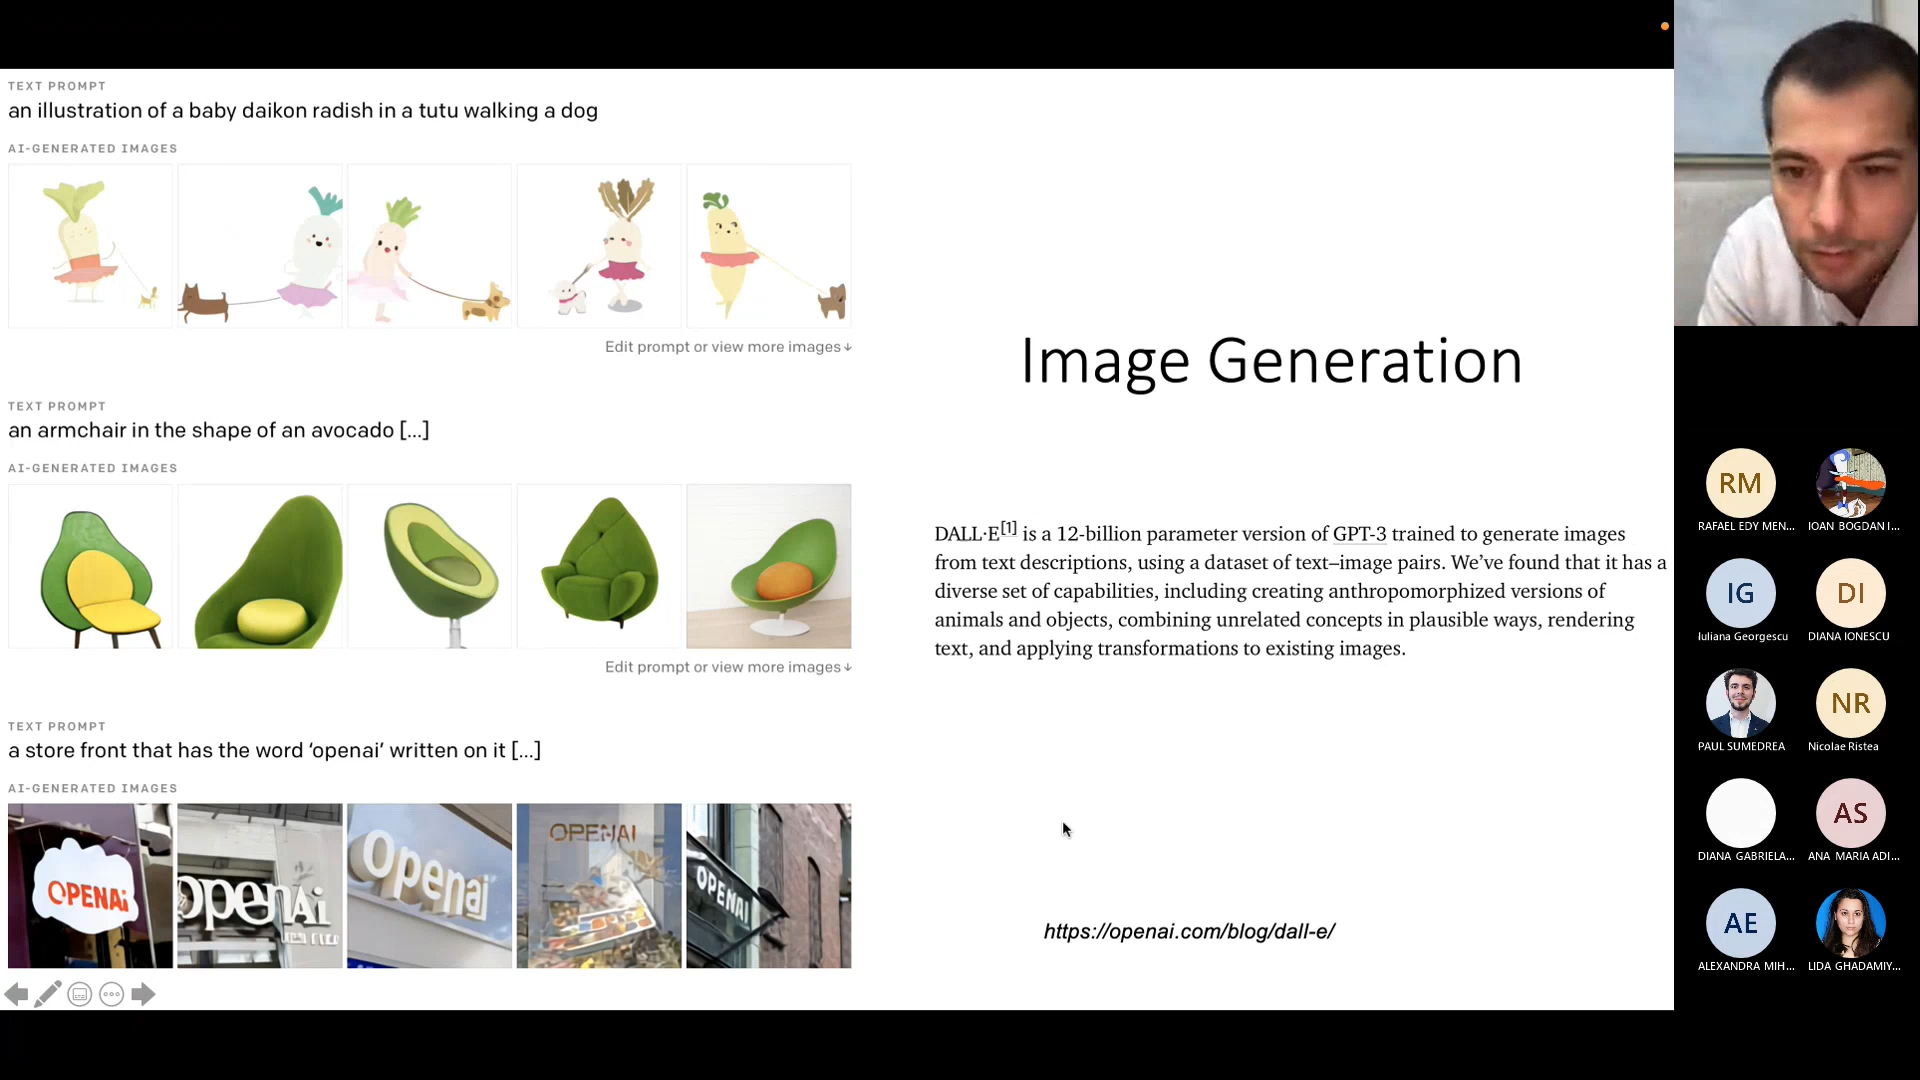 TEXT PROMPT
an illustration of a baby daikon radish in a tutu walking a dog
AI-GENERATED IMAGES
Edit prompt or view more images↓
TEXT PROMPT
an armchair in the shape of an avocado [...]
AI-GENERATED IMAGES
Edit prompt or view more images↓
TEXT PROMPT
a store front that has the word ‘openai’ written on it [...]
AI-GENERATED IMAGES
OPENAi
openAi
Openai
OPENAI
OPENAI
Image Generation
DALL·E[1] is a 12-billion parameter version of GPT-3 trained to generate images
from text descriptions, using a dataset of text–image pairs. We’ve found that it has a
diverse set of capabilities, including creating anthropomorphized versions of
animals and objects, combining unrelated concepts in plausible ways, rendering
text, and applying transformations to existing images.
https://openai.com/blog/dall-e/
RM
RAFAEL EDY MEN...
IOAN BOGDAN I...
IG
Iuliana Georgescu
DI
DIANA IONESCU
PAUL SUMEDREA
NR
Nicolae Ristea
DIANA GABRIELA...
AS
ANA MARIA ADI...
AE
ALEXANDRA MIH...
LIDA GHADAMIY...